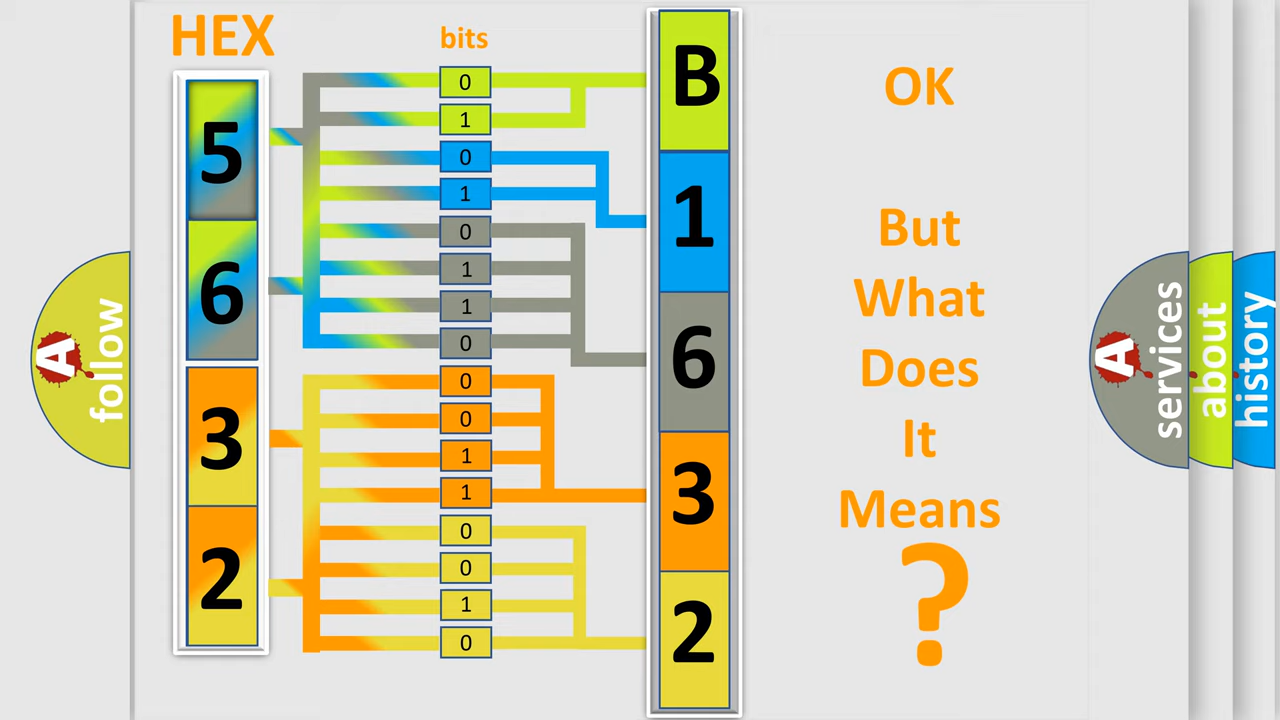 HEX
bits
5
6
3
2
0
1
0
1
0
1
1
0
0
0
1
1
0
0
1
0
B
1
6
3
2
OK
But
What
Does
It
Means
?
A
follow
A
services
about
history